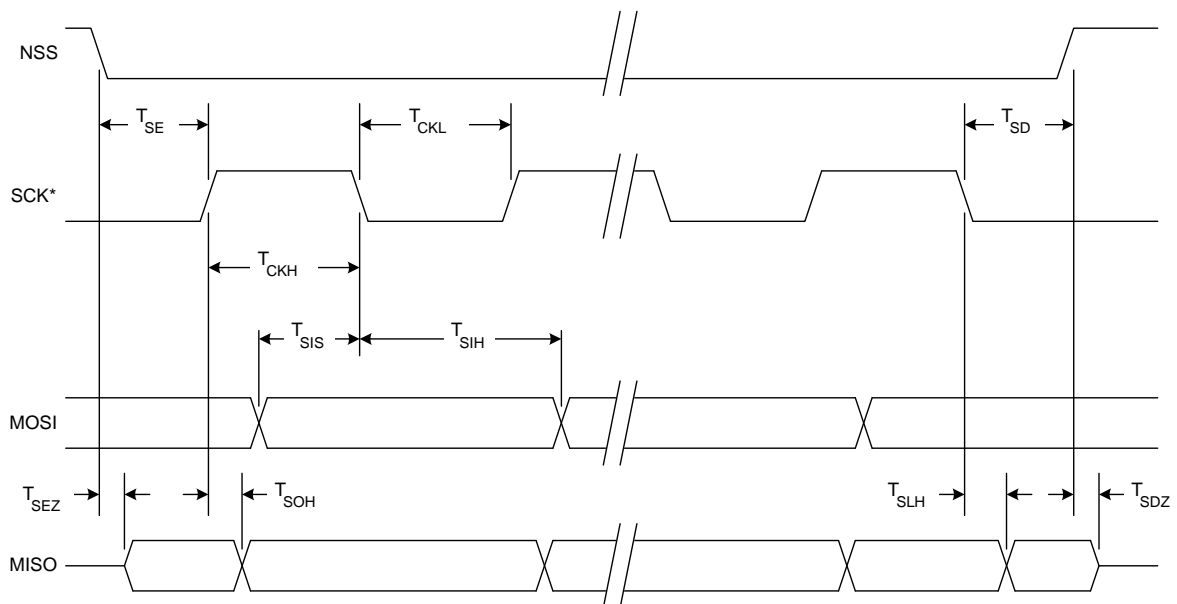 NSS
T_SE
T_CKL
T_SD
SCK*
T_CKH
T_SIS
T_SIH
MOSI
T_SEZ
T_SOH
T_SLH
T_SDZ
MISO